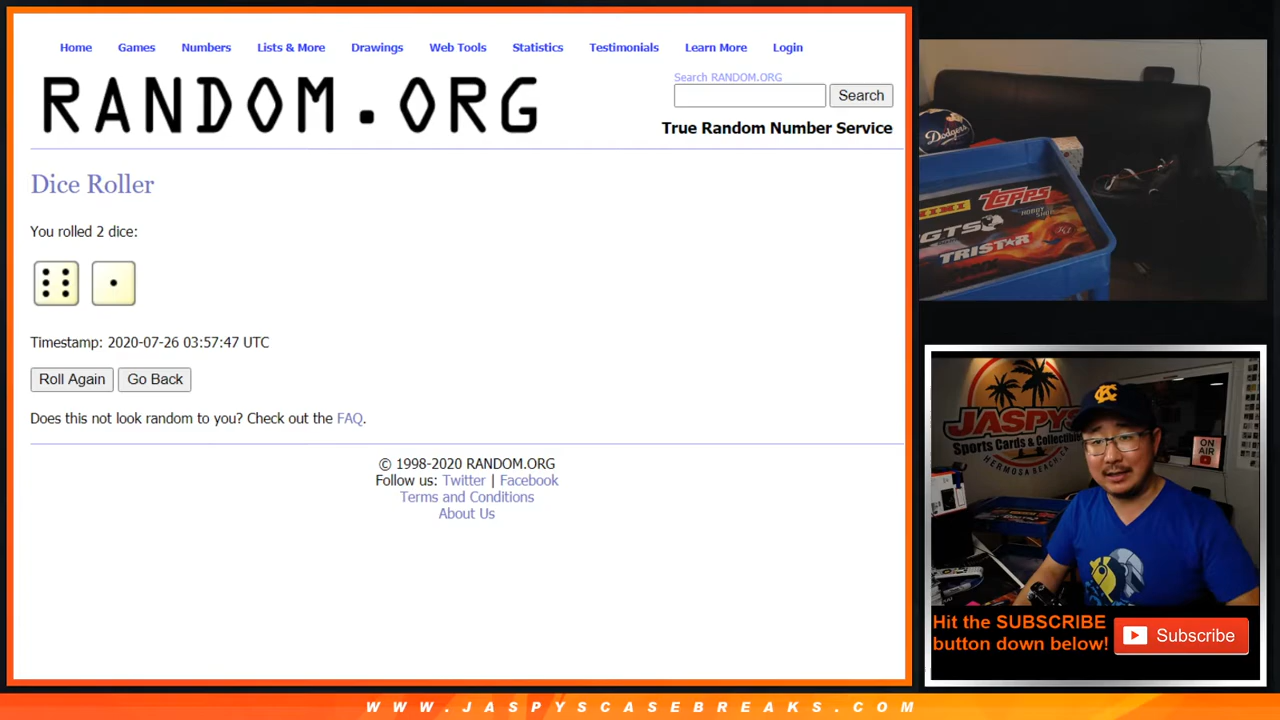 Home Games Numbers Lists & More Drawings Web Tools Statistics Testimonials Learn More Login
RANDOM.ORG
Search RANDOM.ORG
Search
True Random Number Service
Dice Roller
You rolled 2 dice:
Timestamp: 2020-07-26 03:57:47 UTC
Roll Again Go Back
Does this not look random to you? Check out the FAQ.
© 1998-2020 RANDOM.ORG
Follow us: Twitter | Facebook
Terms and Conditions
About Us
Dodgers
TOPPS
HOBBY SHOP
GTS
TRISTAR
JASPYS
Sports Cards & Collectibles
HERMOSA BEACH, CA
ON AIR
Hit the SUBSCRIBE
button down below!
Subscribe
WWW.JASPYSCASEBREAKS.COM